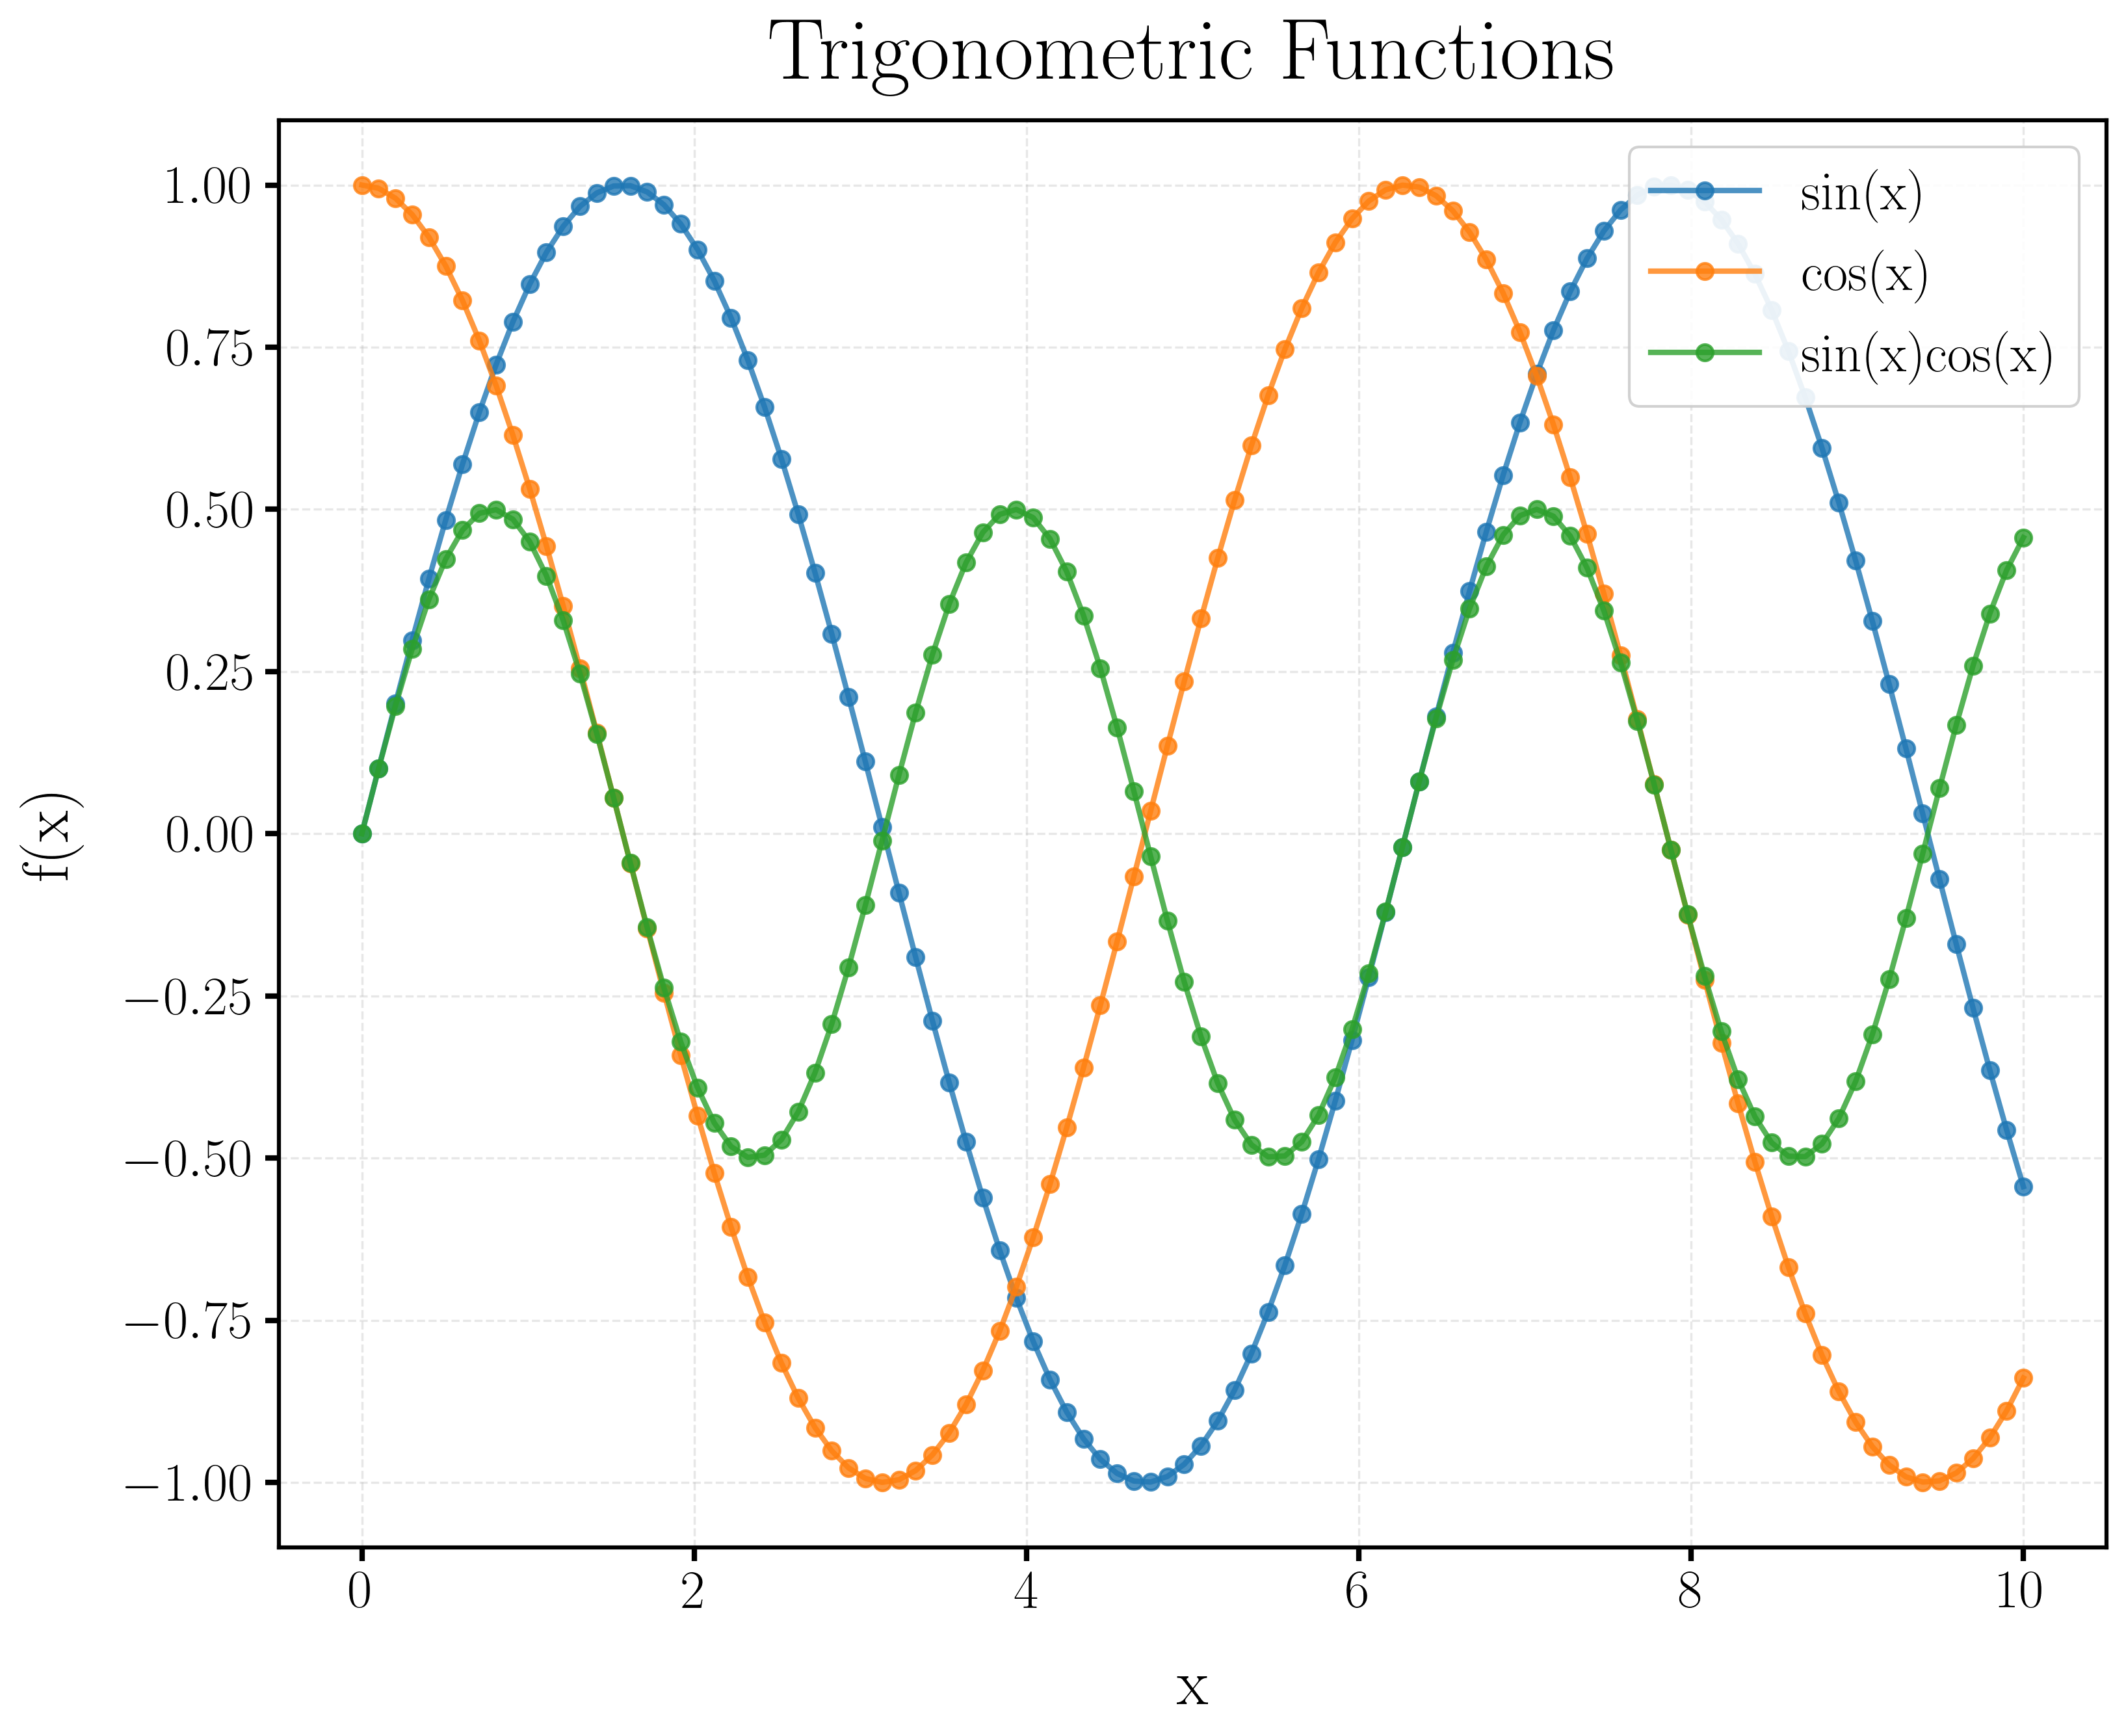 Trigonometric Functions
1.00
0.75
0.50
0.25
0.00
−0.25
−0.50
−0.75
−1.00
f(x)
sin(x)
cos(x)
sin(x)cos(x)
0 2 4 6 8 10
x